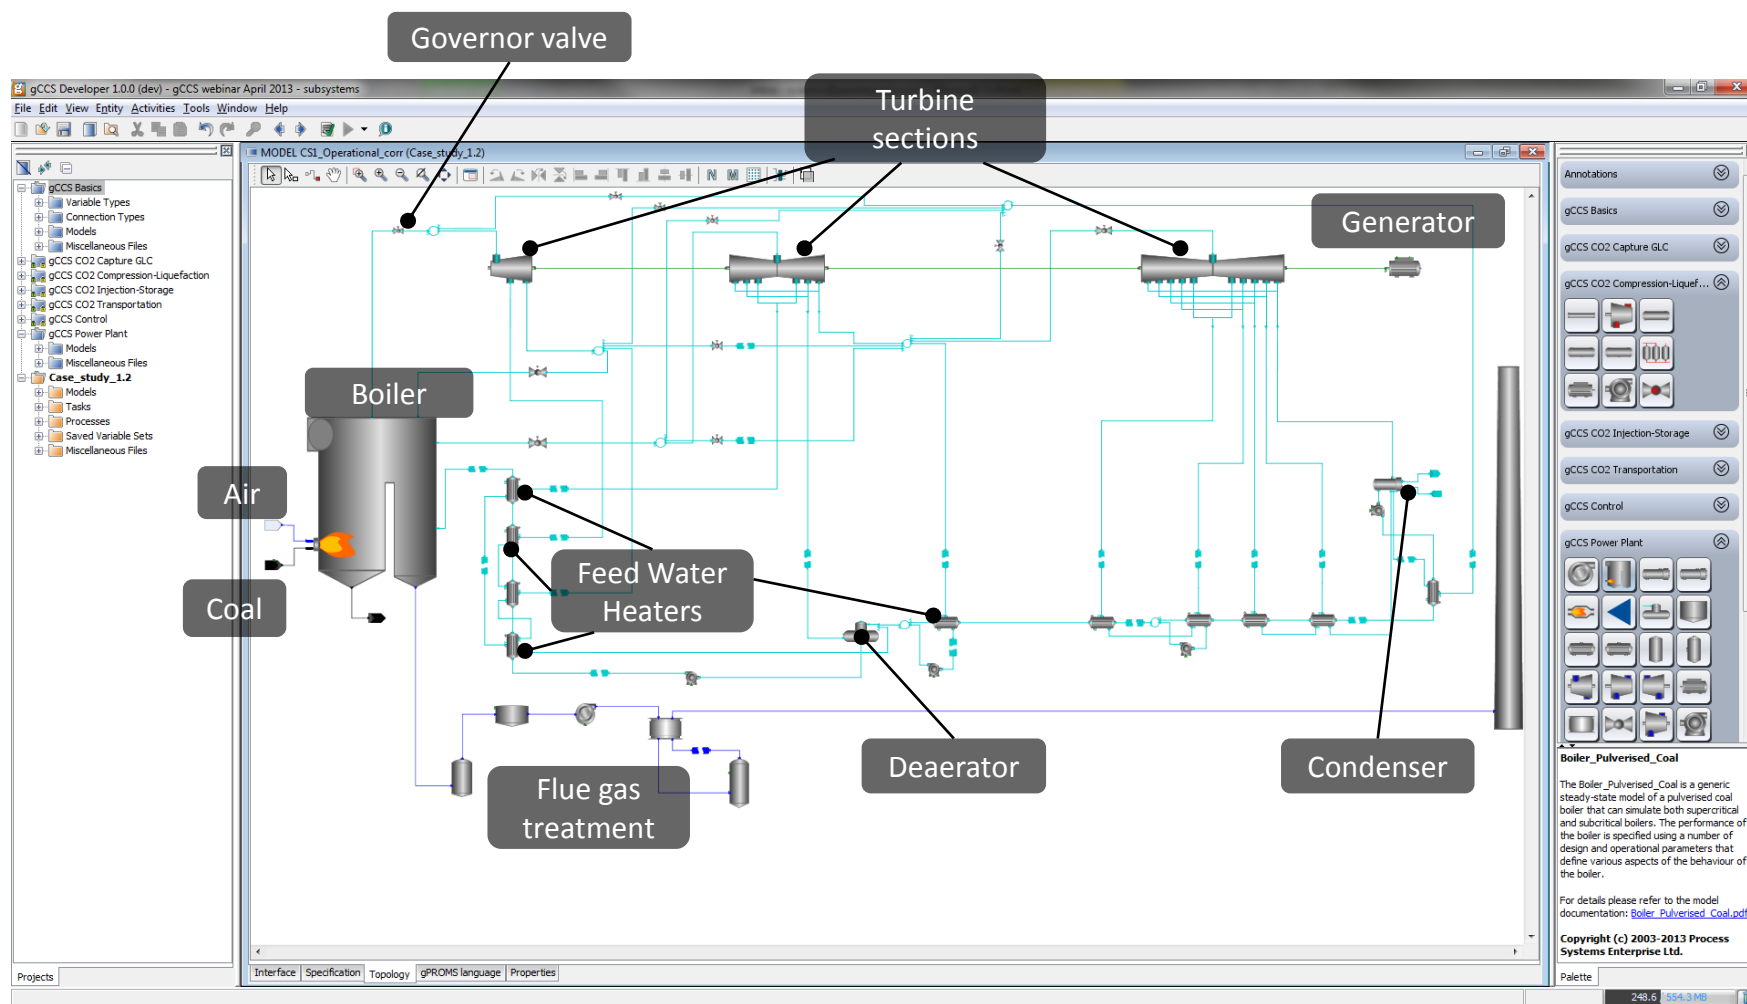 Governor valve
gCCS Developer 1.0.0 (dev) - gCCS webinar April 2013 - subsystems
File Edit View Entity Activities Tools Window Help
Turbine
sections
MODEL CS1_Operational_corr (Case_study_1.2)
N M
gCCS Basics
Variable Types
Connection Types
Models
Miscellaneous Files
gCCS CO2 Capture GLC
gCCS CO2 Compression-Liquefaction
gCCS CO2 Injection-Storage
gCCS CO2 Transportation
gCCS Control
gCCS Power Plant
Models
Miscellaneous Files
Case_study_1.2
Models
Tasks
Processes
Saved Variable Sets
Miscellaneous Files
Projects
Generator
Boiler
Air
Coal
Feed Water
Heaters
Flue gas
treatment
Deaerator
Condenser
Interface Specification Topology gPROMS language Properties
Annotations
gCCS Basics
gCCS CO2 Capture GLC
gCCS CO2 Compression-Liquef...
gCCS CO2 Injection-Storage
gCCS CO2 Transportation
gCCS Control
gCCS Power Plant
Boiler_Pulverised_Coal
The Boiler_Pulverised_Coal is a generic
steady-state model of a pulverised coal
boiler that can simulate both supercritical
and subcritical boilers. The performance of
the boiler is specified using a number of
design and operational parameters that
define various aspects of the behaviour of
the boiler.
For details please refer to the model
documentation: Boiler_Pulverised_Coal.pdf
Copyright (c) 2003-2013 Process
Systems Enterprise Ltd.
Palette
248.6 / 554.3 MB